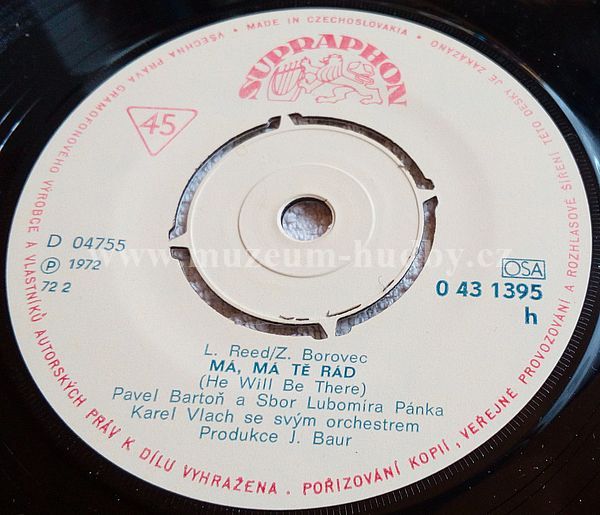 VŠECHNA PRÁVA GRAMOFONOVÉHO VÝROBCE A VLASTNÍKŮ AUTORSKÝCH PRÁV K DÍLU VYHRAŽENA. POŘIZOVÁNÍ KOPIÍ, VEŘEJNÉ PROVOZOVÁNÍ A ROZHLASOVÉ ŠÍŘENÍ TÉTO DESKY JE ZAKÁZÁNO
MADE IN CZECHOSLOVAKIA
SUPRAPHON
45
D 04755
Ⓟ 1972
72 2
OSA
0 43 1395
h
www.muzeum-hudby.cz
L. Reed/Z. Borovec
MÁ, MÁ TĚ RÁD
(He Will Be There)
Pavel Bartoň a Sbor Lubomíra Pánka
Karel Vlach se svým orchestrem
Produkce J. Baur